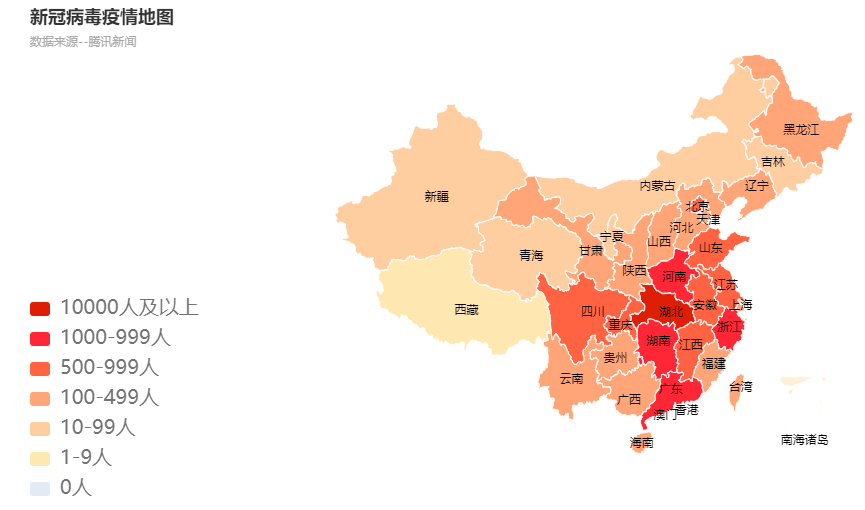 新冠病毒疫情地图
数据来源--腾讯新闻
黑龙江
吉林
内蒙古
辽宁
新疆
北京
天津
河北
宁夏
山西
山东
甘肃
青海
陕西
河南
江苏
西藏
四川
湖北
安徽
上海
重庆
浙江
湖南
江西
贵州
福建
云南
台湾
广东
广西
香港
澳门
海南
南海诸岛
10000人及以上
1000-999人
500-999人
100-499人
10-99人
1-9人
0人